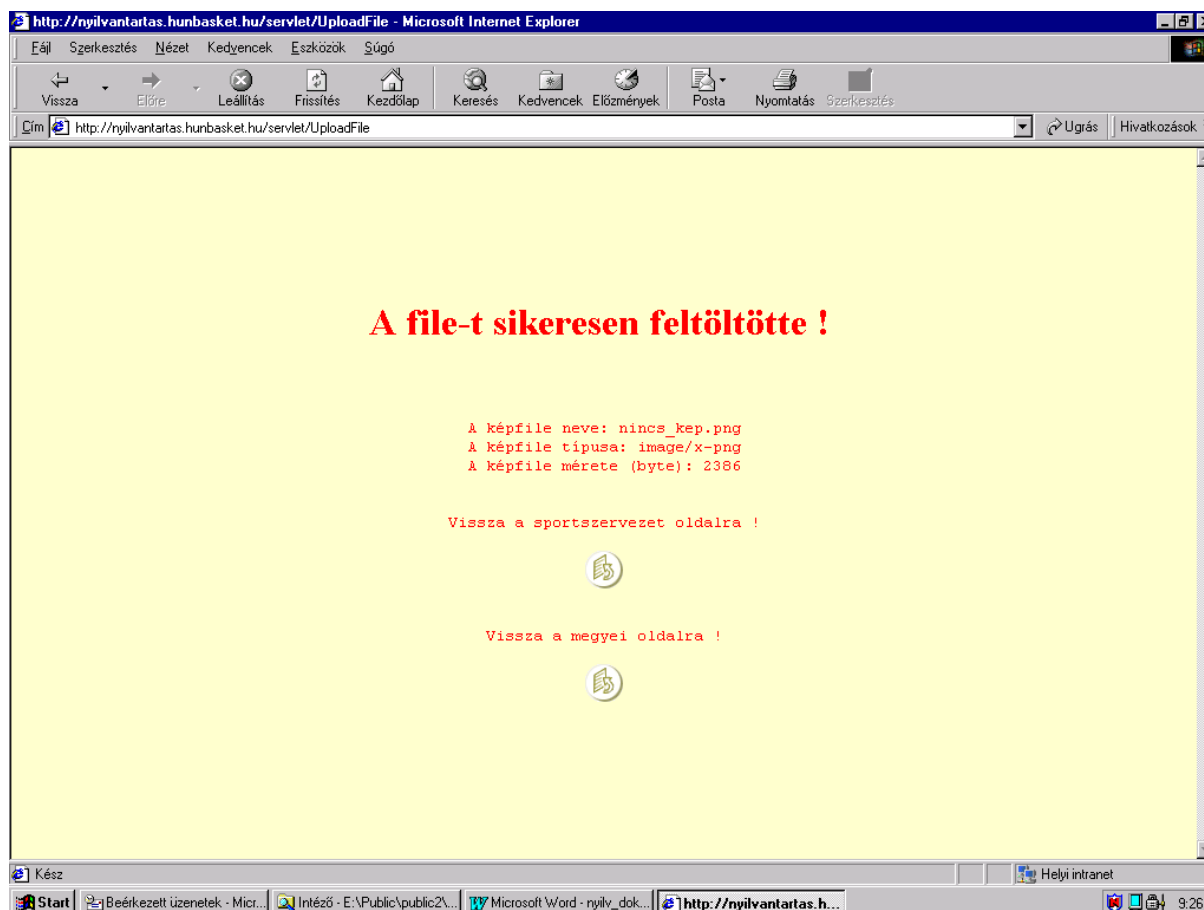 http://nyilvantartas.hunbasket.hu/servlet/UploadFile - Microsoft Internet Explorer
Fájl Szerkesztés Nézet Kedvencek Eszközök Súgó
Vissza Előre Leállítás Frissítés Kezdőlap Keresés Kedvencek Előzmények Posta Nyomtatás Szerkesztés
Cím http://nyilvantartas.hunbasket.hu/servlet/UploadFile Ugrás Hivatkozások
A file-t sikeresen feltöltötte !
A képfile neve: nincs_kep.png
A képfile típusa: image/x-png
A képfile mérete (byte): 2386
Vissza a sportszervezet oldalra !
Vissza a megyei oldalra !
Kész Helyi intranet
Start Beérkezett üzenetek - Micr... Intéző - E:\Public\public2\... Microsoft Word - nyilv_dok... http://nyilvantartas.h... 9:26